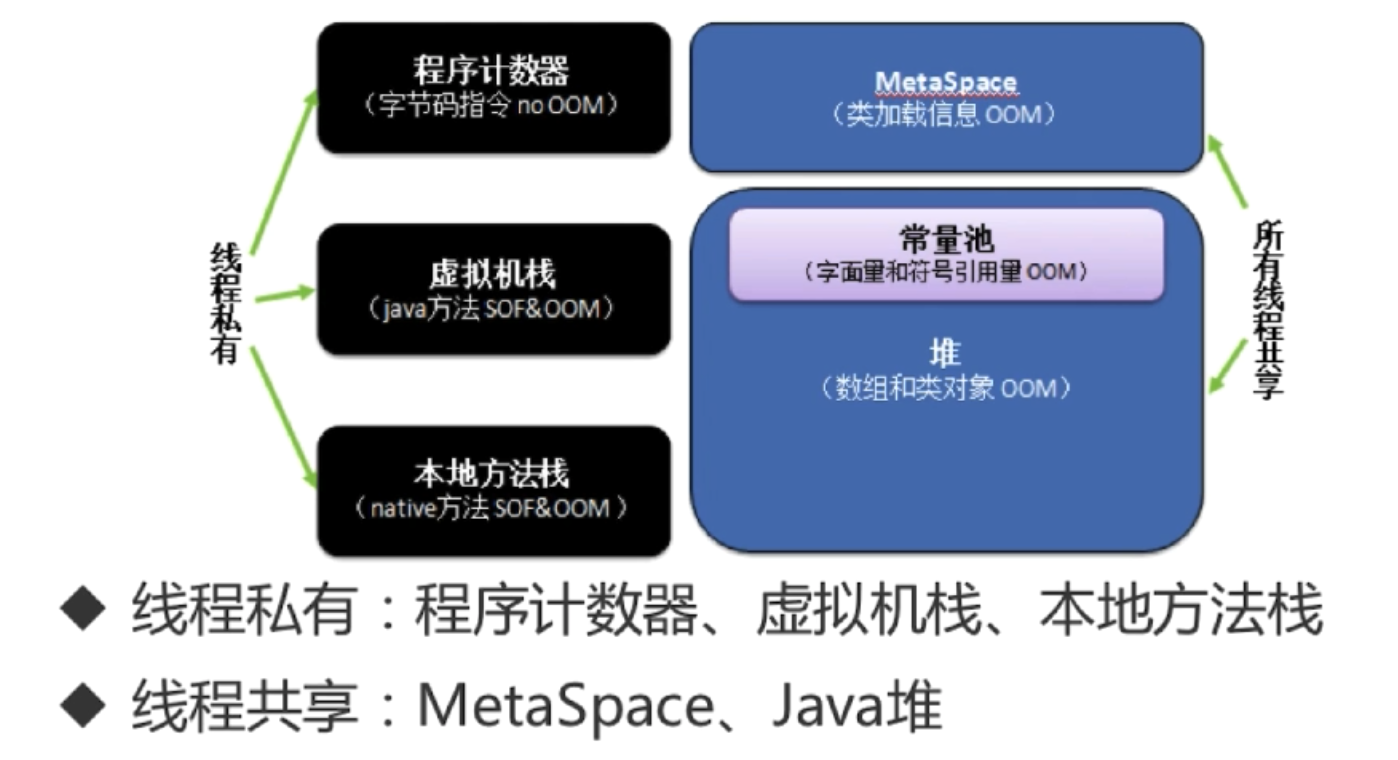 程序计数器
（字节码指令 no OOM）
MetaSpace
（类加载信息 OOM）
线程私有
虚拟机栈
（java方法 SOF&OOM）
常量池
（字面量和符号引用量 OOM）
堆
（数组和类对象 OOM）
所有线程共享
本地方法栈
（native方法 SOF&OOM ）
◆ 线程私有：程序计数器、虚拟机栈、本地方法栈
◆ 线程共享：MetaSpace、Java堆